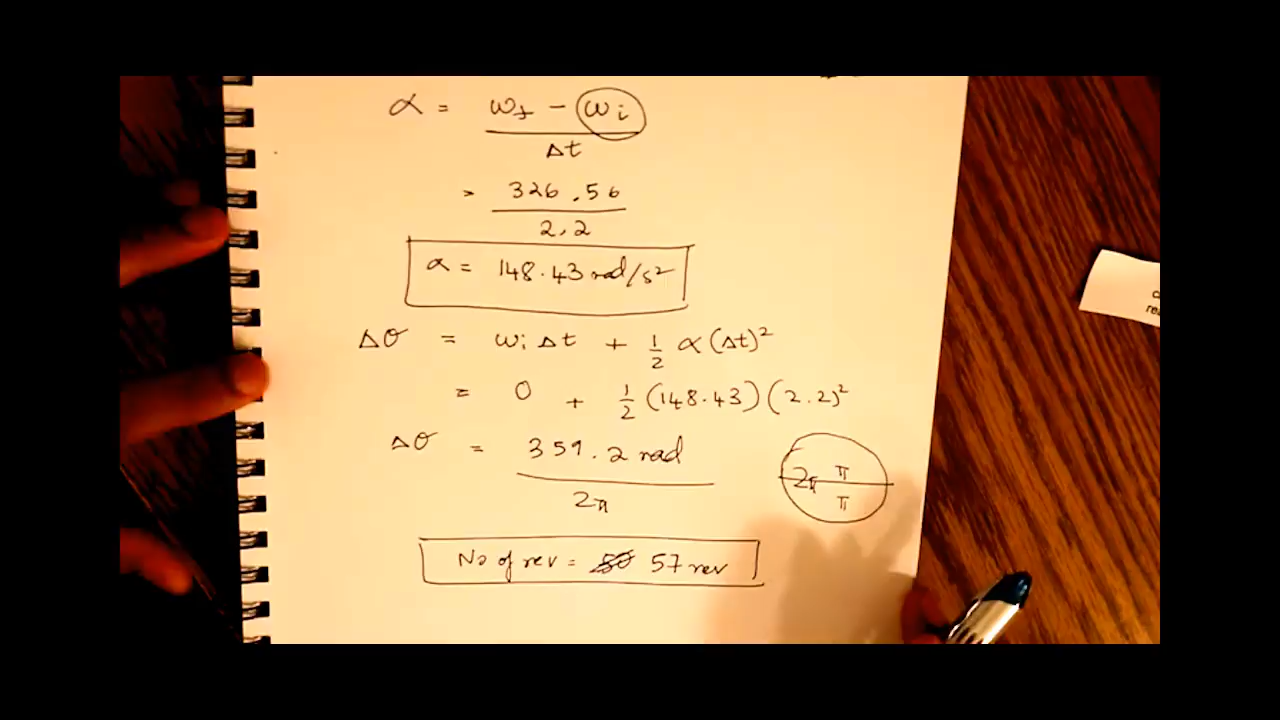 α = ωf - ωi
Δt
= 326.56
2.2
α = 148.43 rad/s²
Δθ = ωi Δt + 1/2 α(Δt)²
= 0 + 1/2 (148.43)(2.2)²
Δθ = 359.2 rad
2π
2π π
π
No of rev = 57 rev